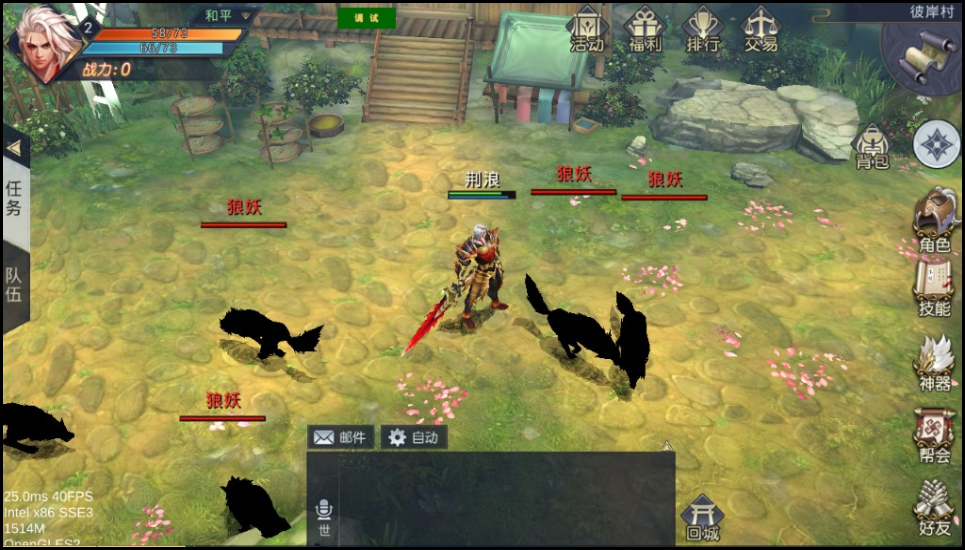 2
和平
58/73
66/73
战力:0
调试
活动
福利
排行
交易
彼岸村
背包
任务
队伍
荆浪
狼妖
狼妖
狼妖
狼妖
角色
技能
神器
帮会
好友
邮件
自动
世
回城
25.0ms 40FPS
Intel x86 SSE3
1514M
OpenGLES2